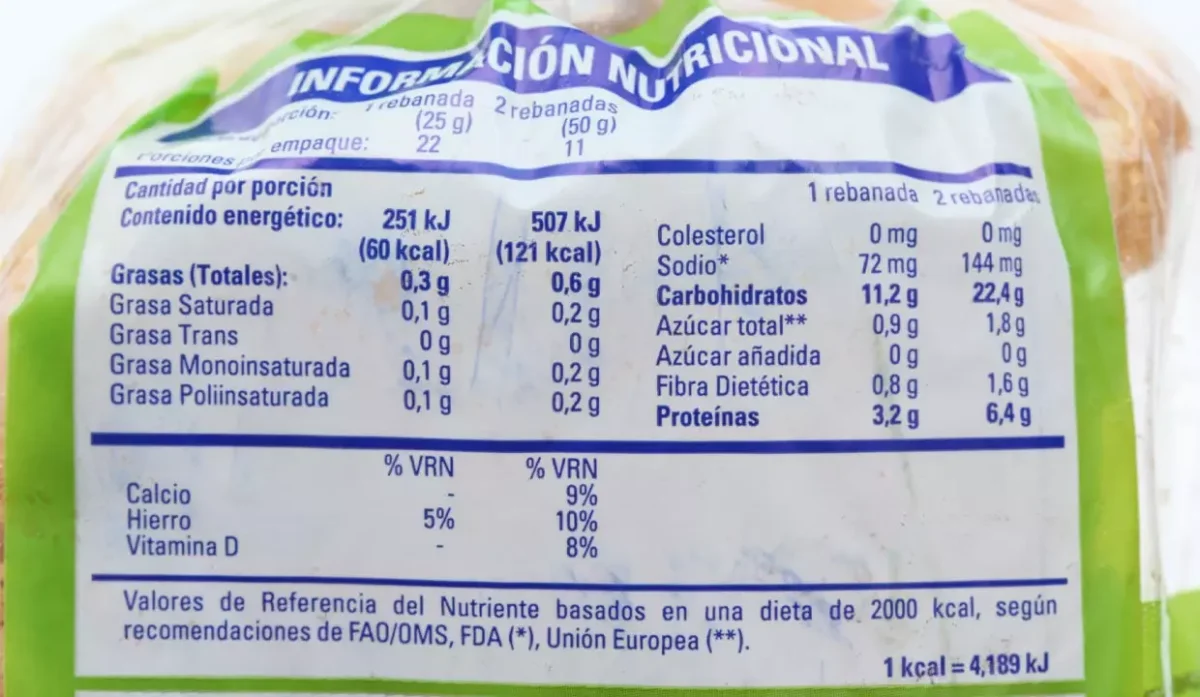 INFORMACIÓN NUTRICIONAL
rebanada 2 rebanadas
(25 g) (50 g)
Porciones empaque: 22 11
Cantidad por porción
Contenido energético: 251 kJ 507 kJ
(60 kcal) (121 kcal)
Grasas (Totales): 0,3 g 0,6 g
Grasa Saturada 0,1 g 0,2 g
Grasa Trans 0 g 0 g
Grasa Monoinsaturada 0,1 g 0,2 g
Grasa Poliinsaturada 0,1 g 0,2 g
1 rebanada 2 rebanadas
Colesterol 0 mg 0 mg
Sodio* 72 mg 144 mg
Carbohidratos 11,2 g 22,4 g
Azúcar total** 0,9 g 1,8 g
Azúcar añadida 0 g 0 g
Fibra Dietética 0,8 g 1,6 g
Proteínas 3,2 g 6,4 g
% VRN % VRN
Calcio - 9%
Hierro 5% 10%
Vitamina D - 8%
Valores de Referencia del Nutriente basados en una dieta de 2000 kcal, según
recomendaciones de FAO/OMS, FDA (*), Unión Europea (**).
1 kcal = 4,189 kJ